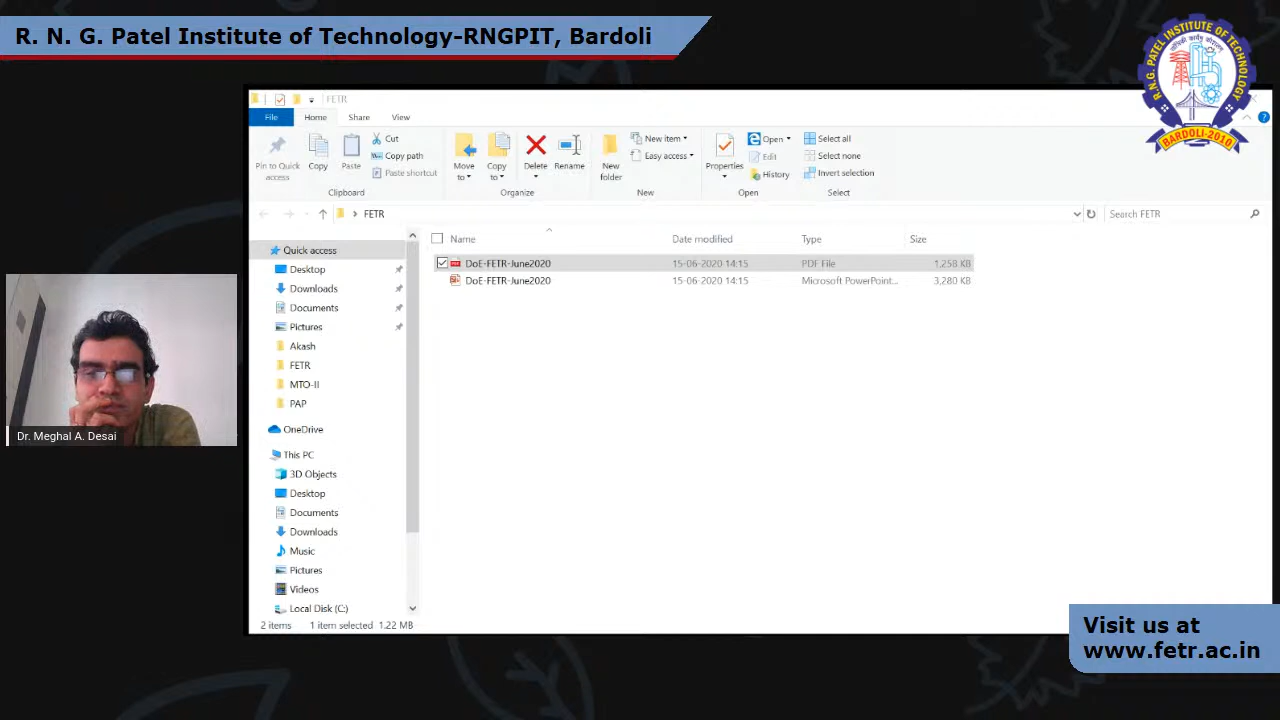 R. N. G. Patel Institute of Technology-RNGPIT, Bardoli
R. N. G. PATEL INSTITUTE OF TECHNOLOGY
BARDOLI-2010
FETR
File Home Share View
Pin to Quick access
Copy
Paste
Cut
Copy path
Paste shortcut
Clipboard
Move to
Copy to
Delete
Rename
Organize
New folder
New item
Easy access
New
Properties
Open
Edit
History
Open
Select all
Select none
Invert selection
Select
FETR
Search FETR
Name Date modified Type Size
DoE-FETR-June2020 15-06-2020 14:15 PDF File 1,258 KB
DoE-FETR-June2020 15-06-2020 14:15 Microsoft PowerPoint... 3,280 KB
Quick access
Desktop
Downloads
Documents
Pictures
Akash
FETR
MTO-II
PAP
OneDrive
This PC
3D Objects
Desktop
Documents
Downloads
Music
Pictures
Videos
Local Disk (C:)
2 items 1 item selected 1.22 MB
Dr. Meghal A. Desai
Visit us at
www.fetr.ac.in